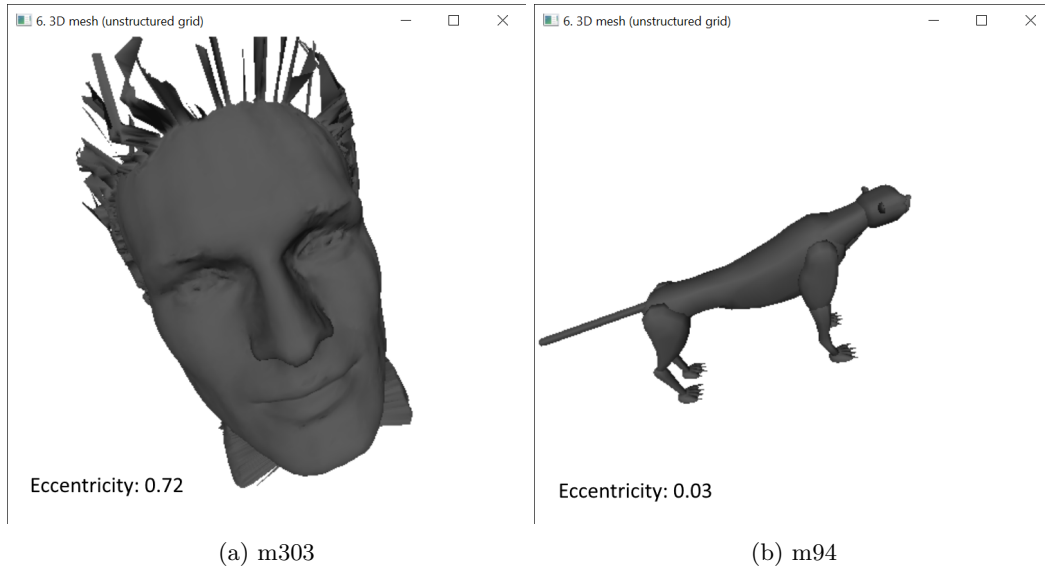 6. 3D mesh (unstructured grid)
6. 3D mesh (unstructured grid)
Eccentricity: 0.72
Eccentricity: 0.03
(a) m303
(b) m94